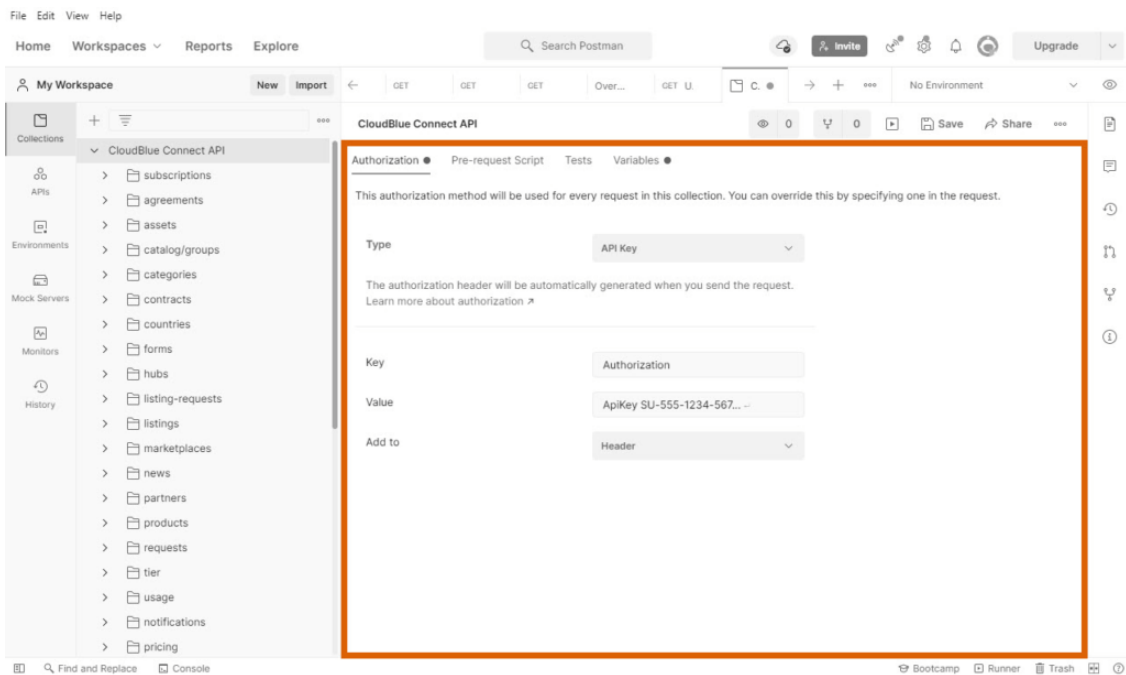 File Edit View Help
Home Workspaces Reports Explore Search Postman Invite Upgrade
My Workspace New Import GET GET GET Over... GET U. C. No Environment
Collections
CloudBlue Connect API 0 0 Save Share
CloudBlue Connect API
Authorization Pre-request Script Tests Variables
subscriptions
APIs
agreements
This authorization method will be used for every request in this collection. You can override this by specifying one in the request.
assets
Environments
catalog/groups
Type API Key
categories
The authorization header will be automatically generated when you send the request.
Learn more about authorization
Mock Servers
contracts
countries
forms
Monitors
Key Authorization
hubs
History
listing-requests
Value ApiKey SU-555-1234-567...
listings
marketplaces
Add to Header
news
partners
products
requests
tier
usage
notifications
pricing
Find and Replace Console Bootcamp Runner Trash